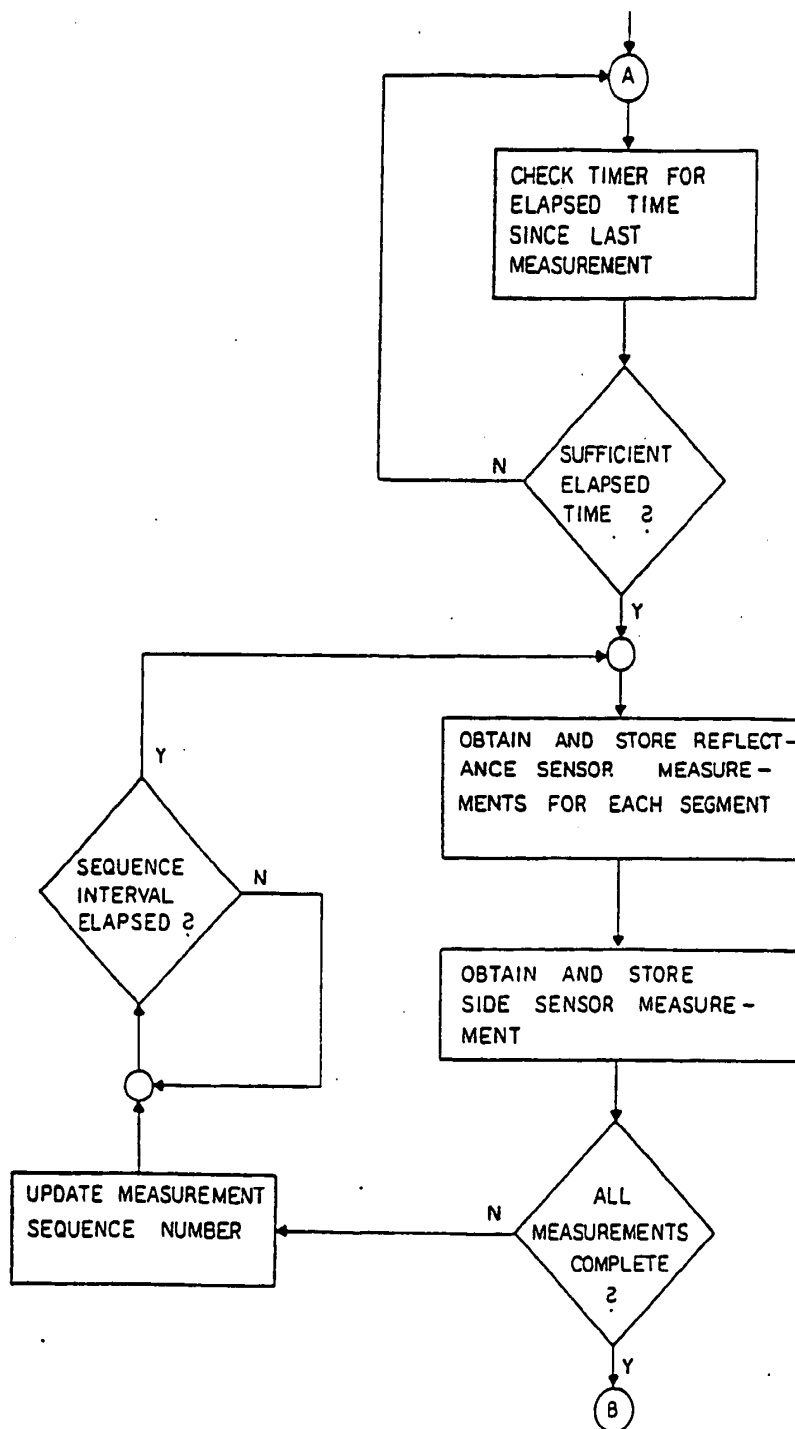 A
CHECK TIMER FOR
ELAPSED TIME
SINCE LAST
MEASUREMENT
SUFFICIENT
ELAPSED
TIME ?
N
Y
OBTAIN AND STORE REFLECT-
ANCE SENSOR MEASURE-
MENTS FOR EACH SEGMENT
Y
SEQUENCE
INTERVAL
ELAPSED ?
N
OBTAIN AND STORE
SIDE SENSOR MEASURE-
MENT
ALL
MEASUREMENTS
COMPLETE
?
N
UPDATE MEASUREMENT
SEQUENCE NUMBER
Y
B